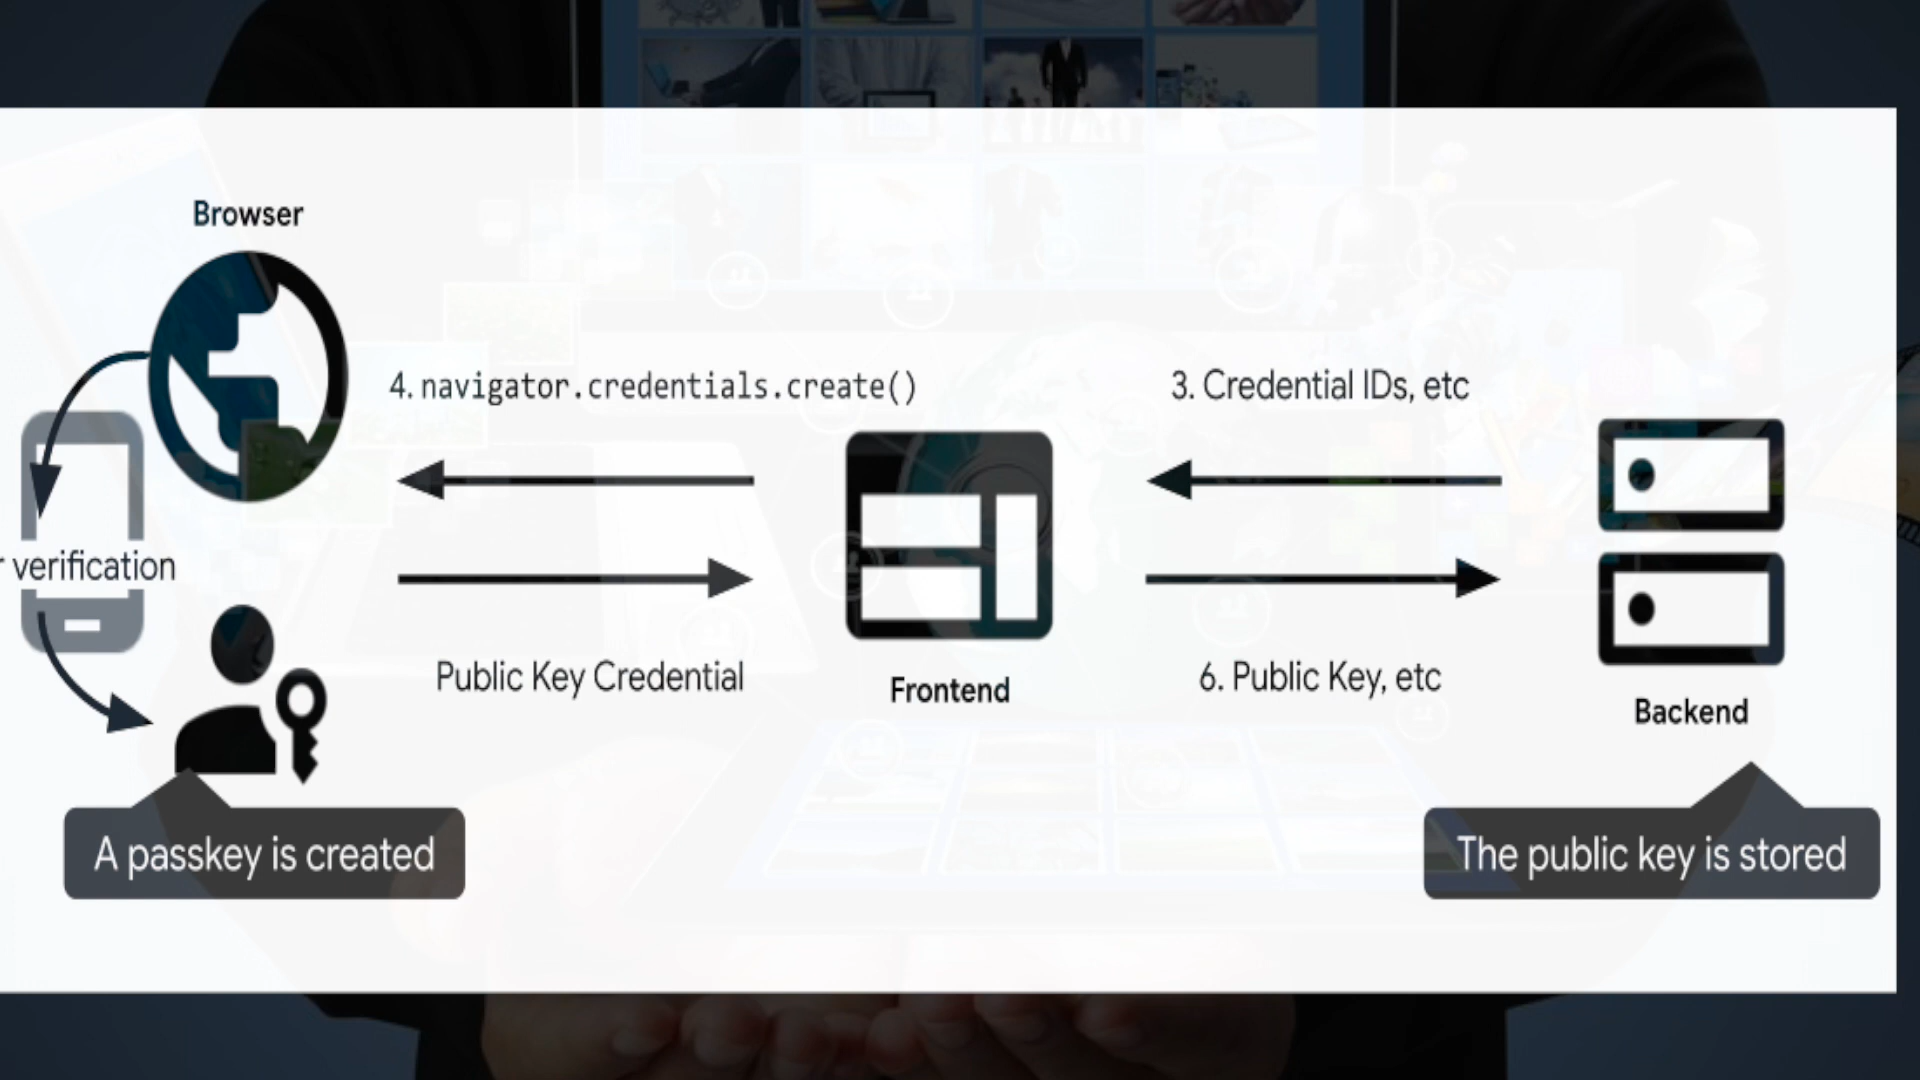 Browser
4. navigator.credentials.create()
3. Credential IDs, etc
verification
Public Key Credential
Frontend
6. Public Key, etc
Backend
A passkey is created
The public key is stored